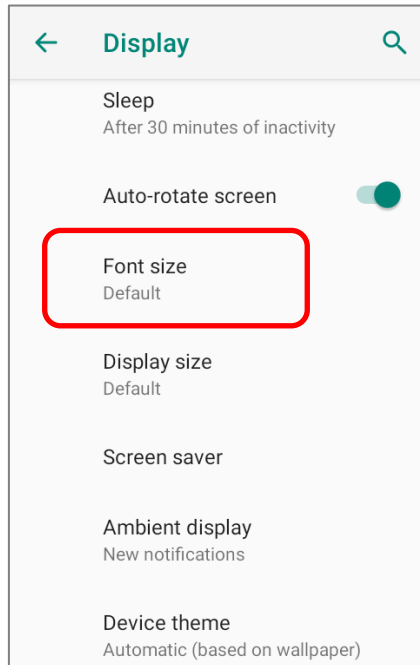 Display
Sleep
After 30 minutes of inactivity
Auto-rotate screen
Font size
Default
Display size
Default
Screen saver
Ambient display
New notifications
Device theme
Automatic (based on wallpaper)